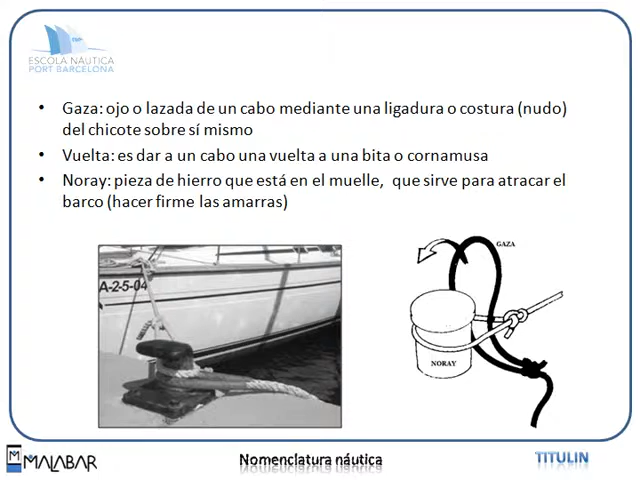 ESCOLA NÀUTICA
PORT BARCELONA
• Gaza: ojo o lazada de un cabo mediante una ligadura o costura (nudo)
del chicote sobre sí mismo
• Vuelta: es dar a un cabo una vuelta a una bita o cornamusa
• Noray: pieza de hierro que está en el muelle, que sirve para atracar el
barco (hacer firme las amarras)
A-2-5-04
GAZA
NORAY
MALABAR
Nomenclatura náutica
TITULIN